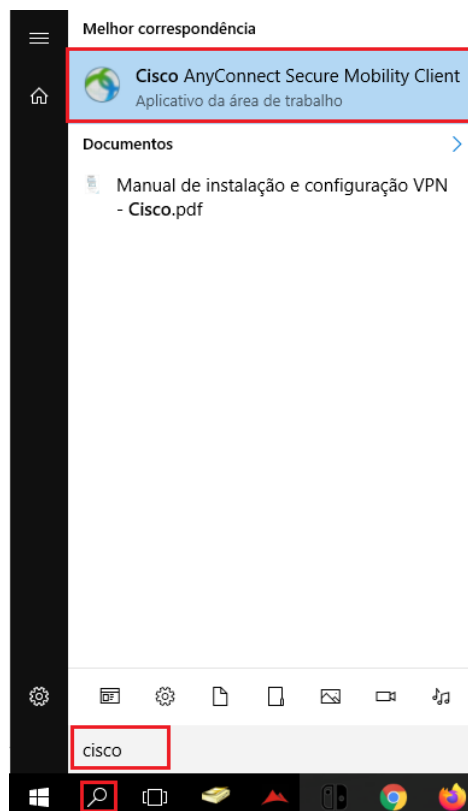 Melhor correspondência
Cisco AnyConnect Secure Mobility Client
Aplicativo da área de trabalho
Documentos
Manual de instalação e configuração VPN
- Cisco.pdf
cisco